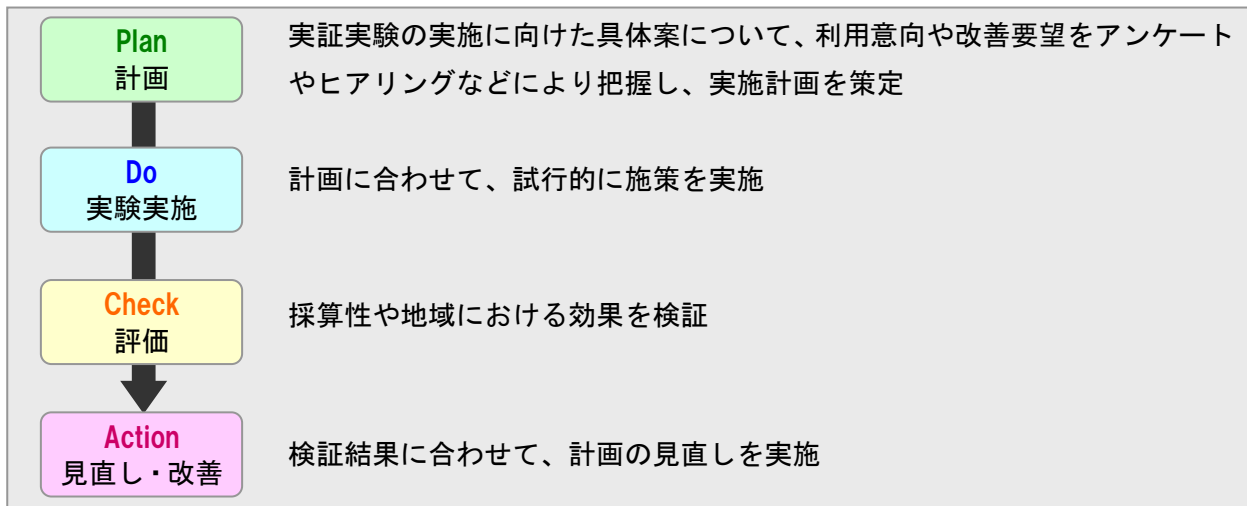 Plan
計画
実証実験の実施に向けた具体案について、利用意向や改善要望をアンケート
やヒアリングなどにより把握し、実施計画を策定
Do
実験実施
計画に合わせて、試行的に施策を実施
Check
評価
採算性や地域における効果を検証
Action
見直し・改善
検証結果に合わせて、計画の見直しを実施